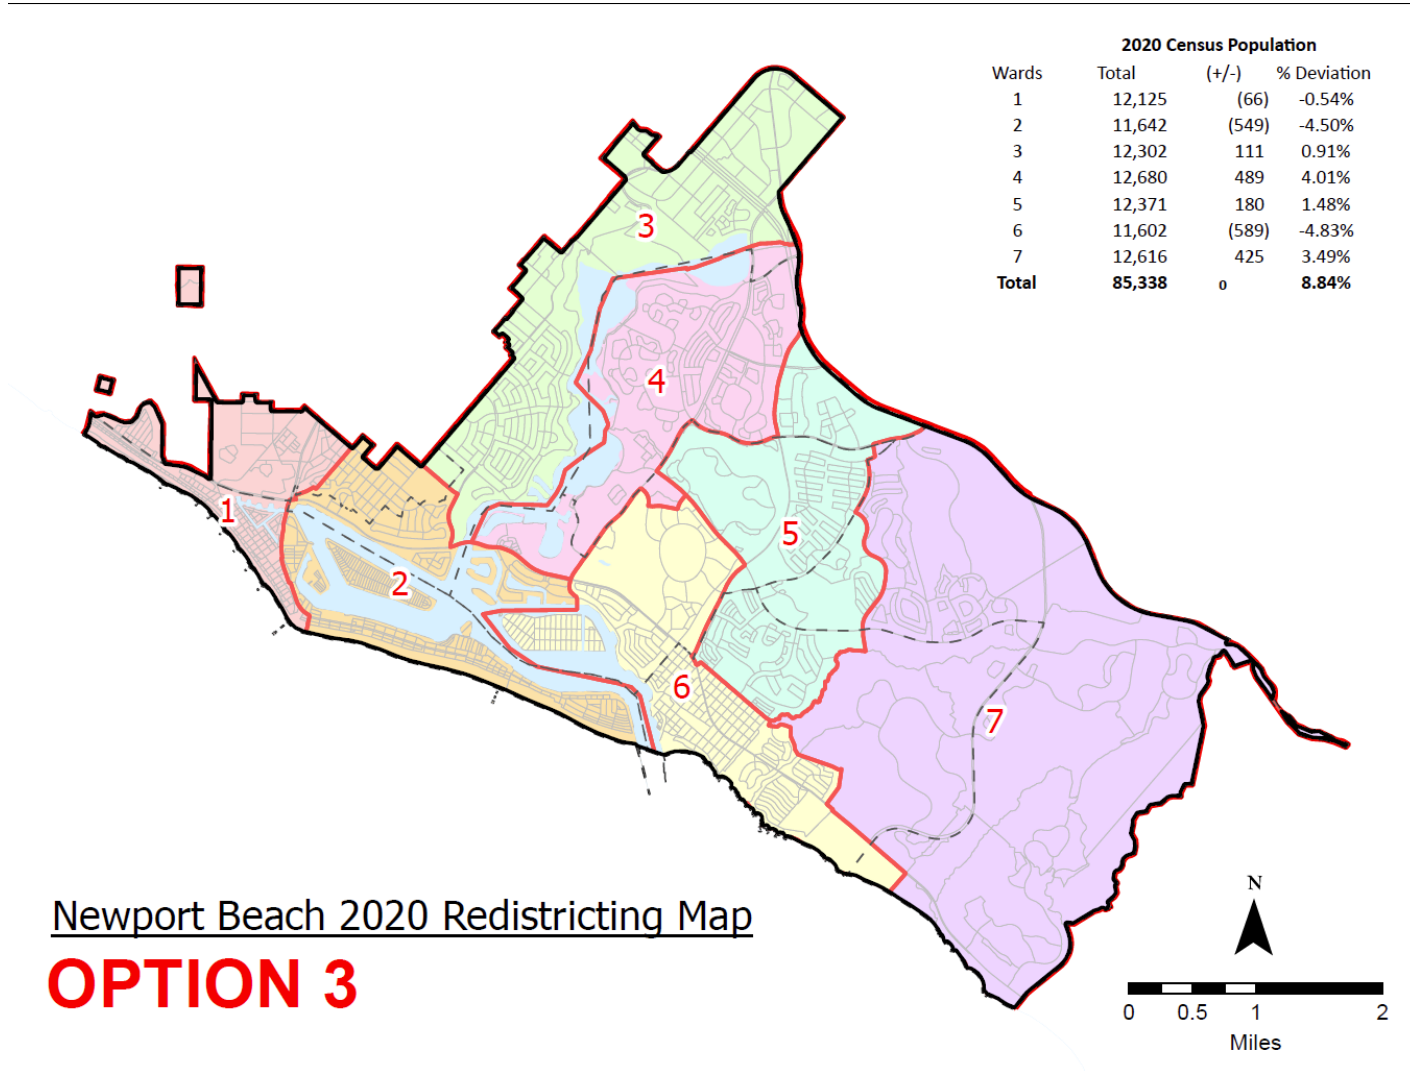 2020 Census Population
Wards Total (+/-) % Deviation
1 12,125 (66) -0.54%
2 11,642 (549) -4.50%
3 12,302 111 0.91%
4 12,680 489 4.01%
5 12,371 180 1.48%
6 11,602 (589) -4.83%
7 12,616 425 3.49%
Total 85,338 0 8.84%
3
4
1
5
2
6
7
Newport Beach 2020 Redistricting Map
OPTION 3
N
0 0.5 1 2
Miles